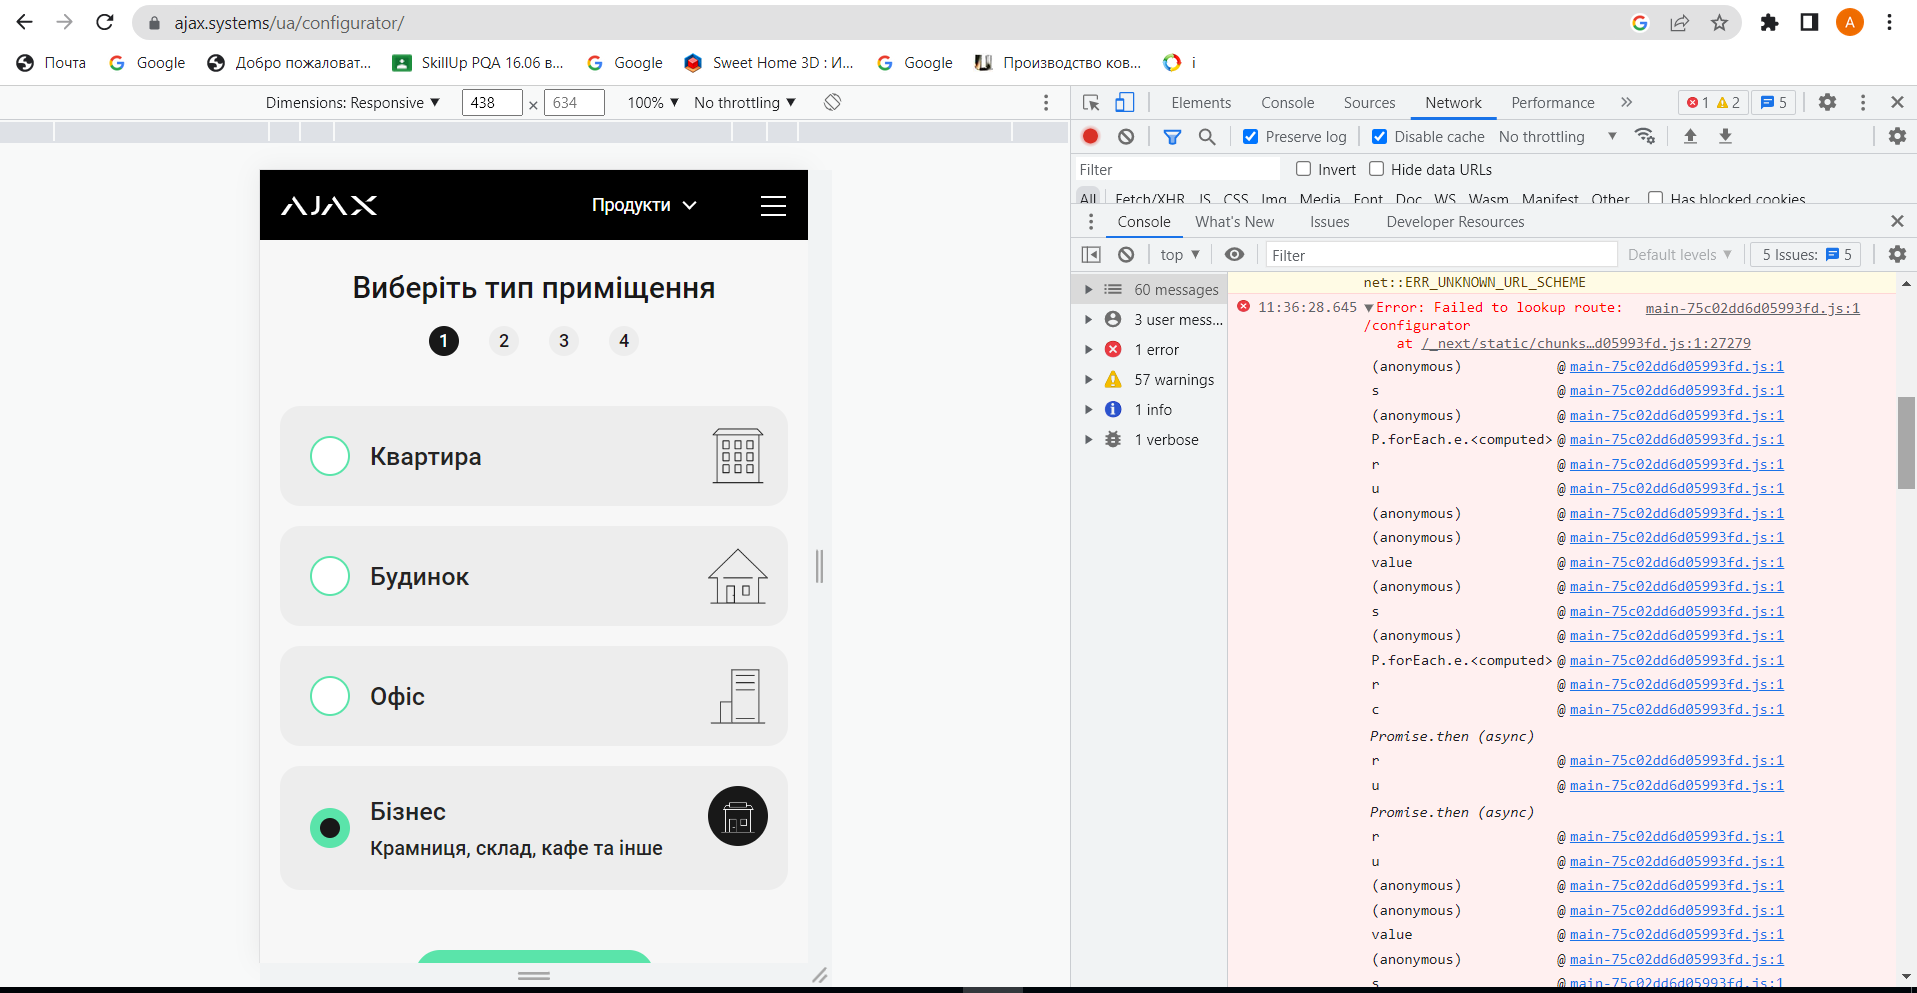 ajax.systems/ua/configurator/
A
Почта
Google
Добро пожаловат...
SkillUp PQA 16.06 в...
Google
Sweet Home 3D : И...
Google
Производство ков...
i
Dimensions: Responsive ▼ 438 × 634 100% ▼ No throttling ▼
Elements Console Sources Network Performance » 1 2 5
Preserve log Disable cache No throttling ▼
Filter Invert Hide data URLs
All Fetch/XHR JS CSS Img Media Font Doc WS Wasm Manifest Other Has blocked cookies
Console What's New Issues Developer Resources
top ▼ Filter Default levels ▼ 5 Issues: 5
AJAX Продукти
Виберіть тип приміщення
1 2 3 4
Квартира
Будинок
Офіс
Бізнес
Крамниця, склад, кафе та інше
60 messages
3 user mess...
1 error
57 warnings
1 info
1 verbose
net::ERR_UNKNOWN_URL_SCHEME
11:36:28.645 ▼Error: Failed to lookup route: main-75c02dd6d05993fd.js:1
/configurator
at /_next/static/chunks…d05993fd.js:1:27279
(anonymous) @ main-75c02dd6d05993fd.js:1
s @ main-75c02dd6d05993fd.js:1
(anonymous) @ main-75c02dd6d05993fd.js:1
P.forEach.e.<computed> @ main-75c02dd6d05993fd.js:1
r @ main-75c02dd6d05993fd.js:1
u @ main-75c02dd6d05993fd.js:1
(anonymous) @ main-75c02dd6d05993fd.js:1
(anonymous) @ main-75c02dd6d05993fd.js:1
value @ main-75c02dd6d05993fd.js:1
(anonymous) @ main-75c02dd6d05993fd.js:1
s @ main-75c02dd6d05993fd.js:1
(anonymous) @ main-75c02dd6d05993fd.js:1
P.forEach.e.<computed> @ main-75c02dd6d05993fd.js:1
r @ main-75c02dd6d05993fd.js:1
c @ main-75c02dd6d05993fd.js:1
Promise.then (async)
r @ main-75c02dd6d05993fd.js:1
u @ main-75c02dd6d05993fd.js:1
Promise.then (async)
r @ main-75c02dd6d05993fd.js:1
u @ main-75c02dd6d05993fd.js:1
(anonymous) @ main-75c02dd6d05993fd.js:1
(anonymous) @ main-75c02dd6d05993fd.js:1
value @ main-75c02dd6d05993fd.js:1
(anonymous) @ main-75c02dd6d05993fd.js:1
s @ main-75c02dd6d05993fd.js:1